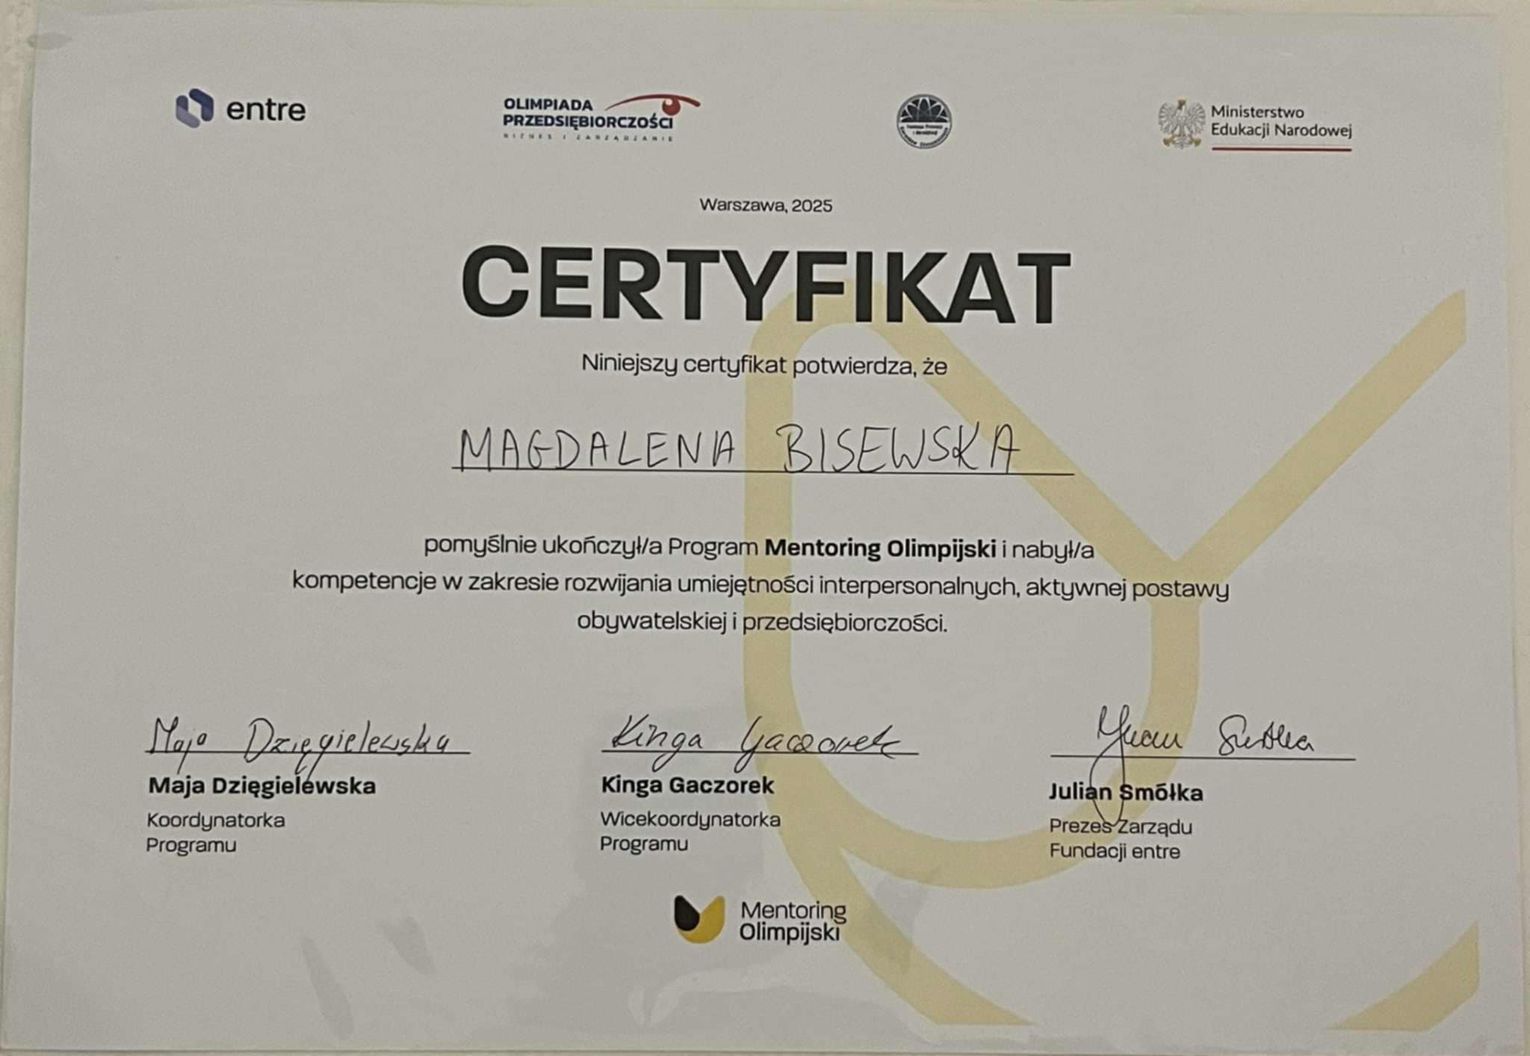 entre
OLIMPIADA
PRZEDSIĘBIORCZOŚCI
BIZNES I ZARZĄDZANIE
Ministerstwo
Edukacji Narodowej
Warszawa, 2025
CERTYFIKAT
Niniejszy certyfikat potwierdza, że
MAGDALENA BISEWSKA
pomyślnie ukończył/a Program Mentoring Olimpijski i nabył/a
kompetencje w zakresie rozwijania umiejętności interpersonalnych, aktywnej postawy
obywatelskiej i przedsiębiorczości.
Maja Dzięgielewska
Kinga Gaczorek
Maja Dzięgielewska
Koordynatorka
Programu
Kinga Gaczorek
Wicekoordynatorka
Programu
Julian Smółka
Prezes Zarządu
Fundacji entre
Mentoring
Olimpijski